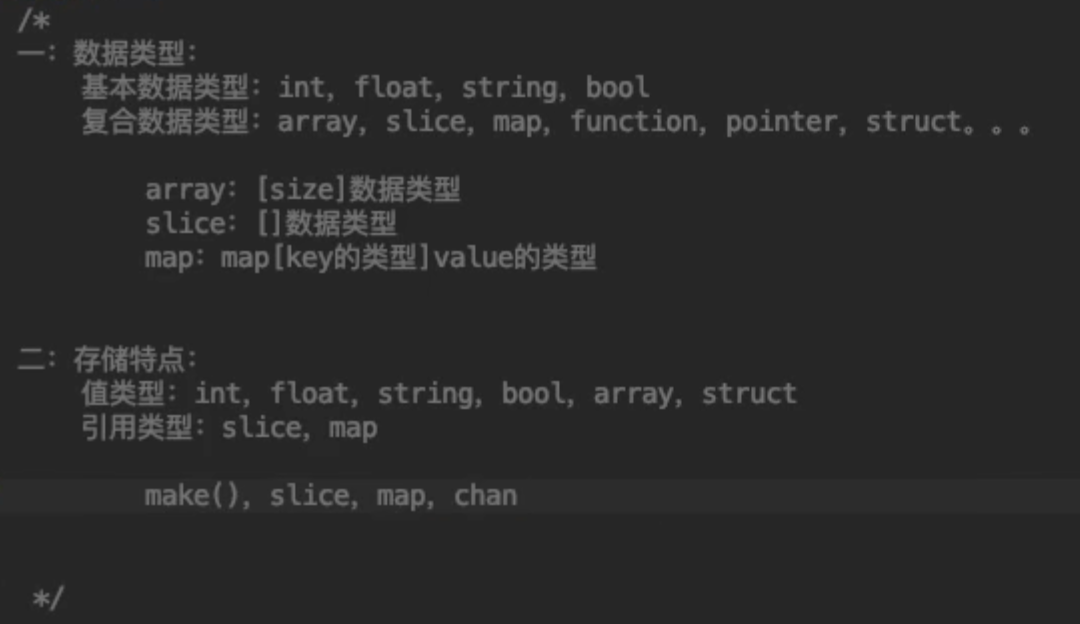 /*
一：数据类型：
基本数据类型：int, float, string, bool
复合数据类型：array, slice, map, function, pointer, struct。。。
array：[size]数据类型
slice：[]数据类型
map：map[key的类型]value的类型
二：存储特点：
值类型：int, float, string, bool, array, struct
引用类型：slice, map
make(), slice, map, chan
*/